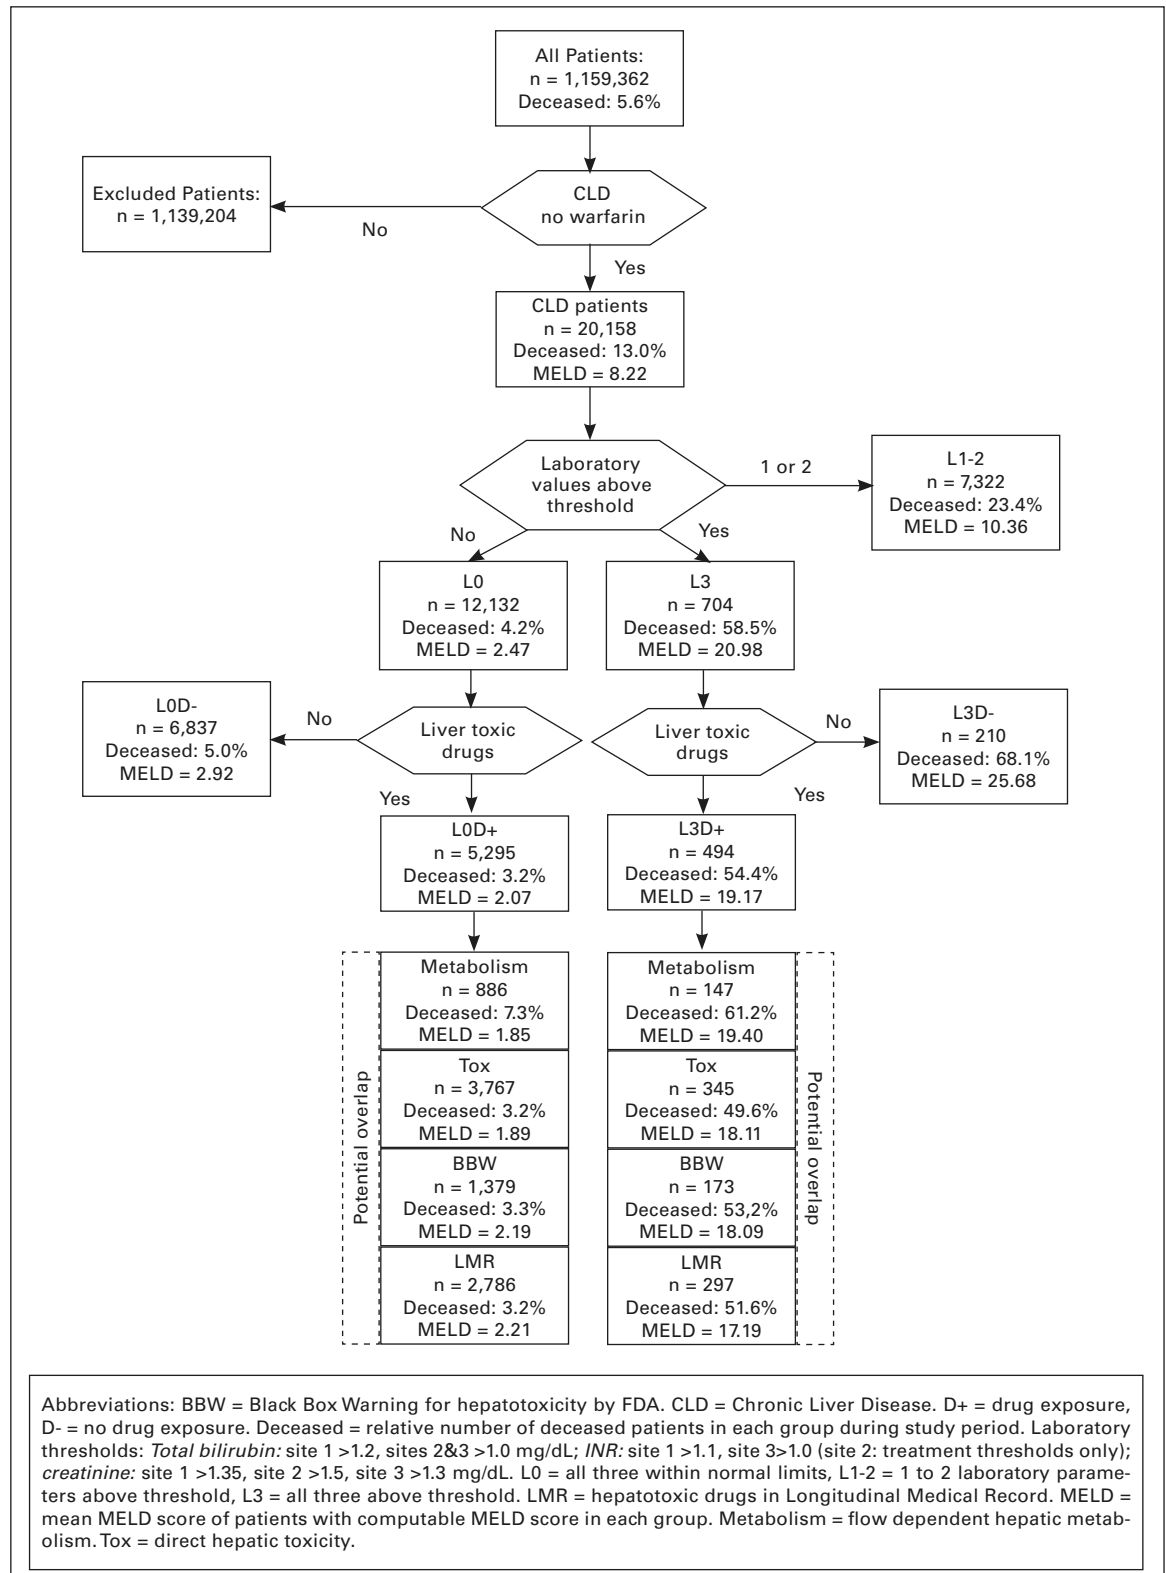 All Patients:
n = 1,159,362
Deceased: 5.6%
Excluded Patients:
n = 1,139,204
No
CLD
no warfarin
Yes
CLD patients
n = 20,158
Deceased: 13.0%
MELD = 8.22
Laboratory
values above
threshold
1 or 2
L1-2
n = 7,322
Deceased: 23.4%
MELD = 10.36
No
Yes
L0
n = 12,132
Deceased: 4.2%
MELD = 2.47
L3
n = 704
Deceased: 58.5%
MELD = 20.98
L0D-
n = 6,837
Deceased: 5.0%
MELD = 2.92
No
Liver toxic
drugs
Liver toxic
drugs
No
L3D-
n = 210
Deceased: 68.1%
MELD = 25.68
Yes
Yes
L0D+
n = 5,295
Deceased: 3.2%
MELD = 2.07
L3D+
n = 494
Deceased: 54.4%
MELD = 19.17
Potential overlap
Metabolism
n = 886
Deceased: 7.3%
MELD = 1.85
Tox
n = 3,767
Deceased: 3.2%
MELD = 1.89
BBW
n = 1,379
Deceased: 3.3%
MELD = 2.19
LMR
n = 2,786
Deceased: 3.2%
MELD = 2.21
Metabolism
n = 147
Deceased: 61.2%
MELD = 19.40
Tox
n = 345
Deceased: 49.6%
MELD = 18.11
BBW
n = 173
Deceased: 53,2%
MELD = 18.09
LMR
n = 297
Deceased: 51.6%
MELD = 17.19
Potential overlap
Abbreviations: BBW = Black Box Warning for hepatotoxicity by FDA. CLD = Chronic Liver Disease. D+ = drug exposure,
D- = no drug exposure. Deceased = relative number of deceased patients in each group during study period. Laboratory
thresholds: Total bilirubin: site 1 >1.2, sites 2&3 >1.0 mg/dL; INR: site 1 >1.1, site 3>1.0 (site 2: treatment thresholds only);
creatinine: site 1 >1.35, site 2 >1.5, site 3 >1.3 mg/dL. L0 = all three within normal limits, L1-2 = 1 to 2 laboratory parame-
ters above threshold, L3 = all three above threshold. LMR = hepatotoxic drugs in Longitudinal Medical Record. MELD =
mean MELD score of patients with computable MELD score in each group. Metabolism = flow dependent hepatic metab-
olism. Tox = direct hepatic toxicity.